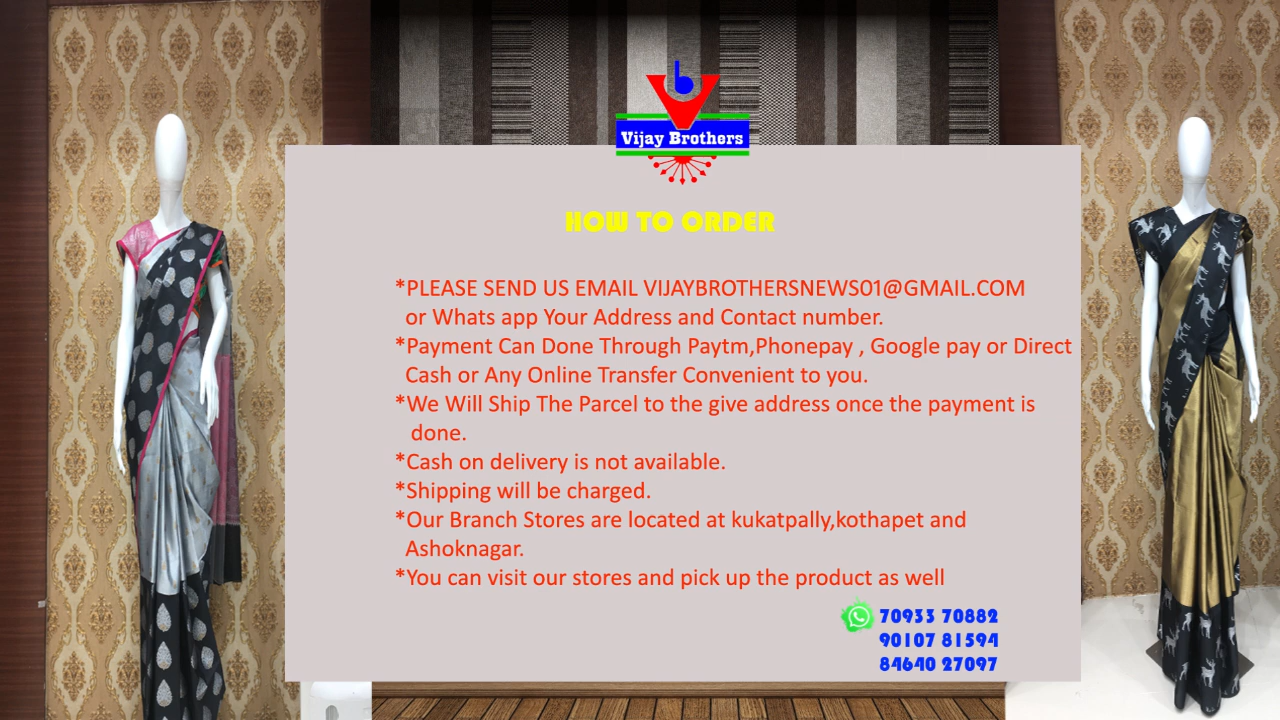 b
Vijay Brothers
HOW TO ORDER
*PLEASE SEND US EMAIL VIJAYBROTHERSNEWS01@GMAIL.COM
or Whats app Your Address and Contact number.
*Payment Can Done Through Paytm,Phonepay , Google pay or Direct
Cash or Any Online Transfer Convenient to you.
*We Will Ship The Parcel to the give address once the payment is
done.
*Cash on delivery is not available.
*Shipping will be charged.
*Our Branch Stores are located at kukatpally,kothapet and
Ashoknagar.
*You can visit our stores and pick up the product as well
70933 70882
90107 81594
84640 27097